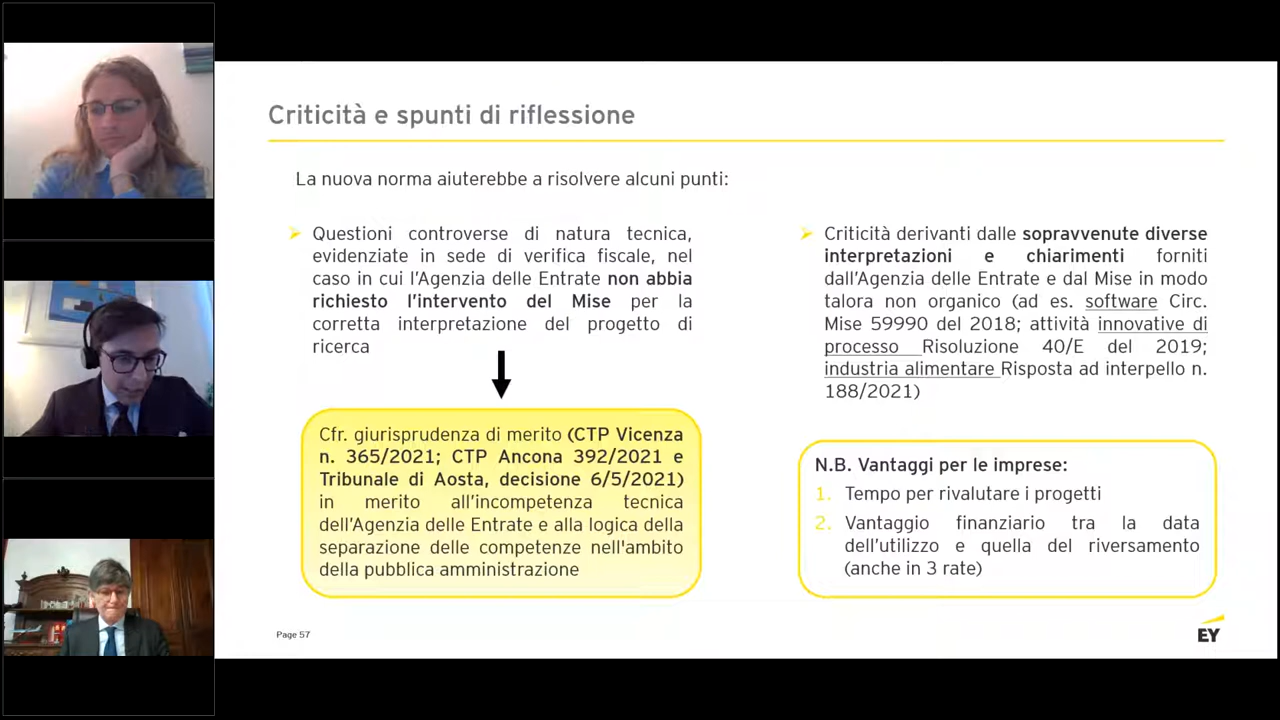 Criticità e spunti di riflessione
La nuova norma aiuterebbe a risolvere alcuni punti:
Questioni controverse di natura tecnica,
evidenziate in sede di verifica fiscale, nel
caso in cui l'Agenzia delle Entrate non abbia
richiesto l'intervento del Mise per la
corretta interpretazione del progetto di
ricerca
Cfr. giurisprudenza di merito (CTP Vicenza
n. 365/2021; CTP Ancona 392/2021 e
Tribunale di Aosta, decisione 6/5/2021)
in merito all'incompetenza tecnica
dell'Agenzia delle Entrate e alla logica della
separazione delle competenze nell'ambito
della pubblica amministrazione
Criticità derivanti dalle sopravvenute diverse
interpretazioni e chiarimenti forniti
dall'Agenzia delle Entrate e dal Mise in modo
talora non organico (ad es. software Circ.
Mise 59990 del 2018; attività innovative di
processo Risoluzione 40/E del 2019;
industria alimentare Risposta ad interpello n.
188/2021)
N.B. Vantaggi per le imprese:
1. Tempo per rivalutare i progetti
2. Vantaggio finanziario tra la data
dell'utilizzo e quella del riversamento
(anche in 3 rate)
Page 57
EY